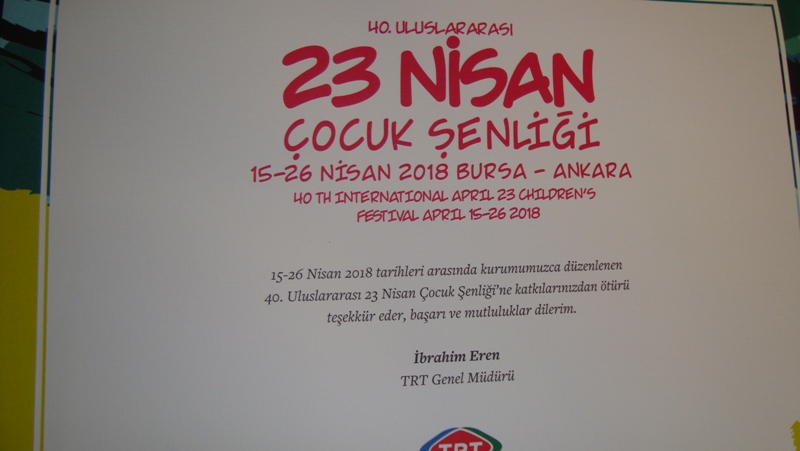 40. ULUSLARARASI
23 NİSAN
ÇOCUK ŞENLİĞİ
15-26 NİSAN 2018 BURSA - ANKARA
40 TH INTERNATIONAL APRIL 23 CHILDREN'S
FESTIVAL APRIL 15-26 2018
15-26 Nisan 2018 tarihleri arasında kurumumuzca düzenlenen
40. Uluslararası 23 Nisan Çocuk Şenliği'ne katkılarınızdan ötürü
teşekkür eder, başarı ve mutluluklar dilerim.
İbrahim Eren
TRT Genel Müdürü
TRT